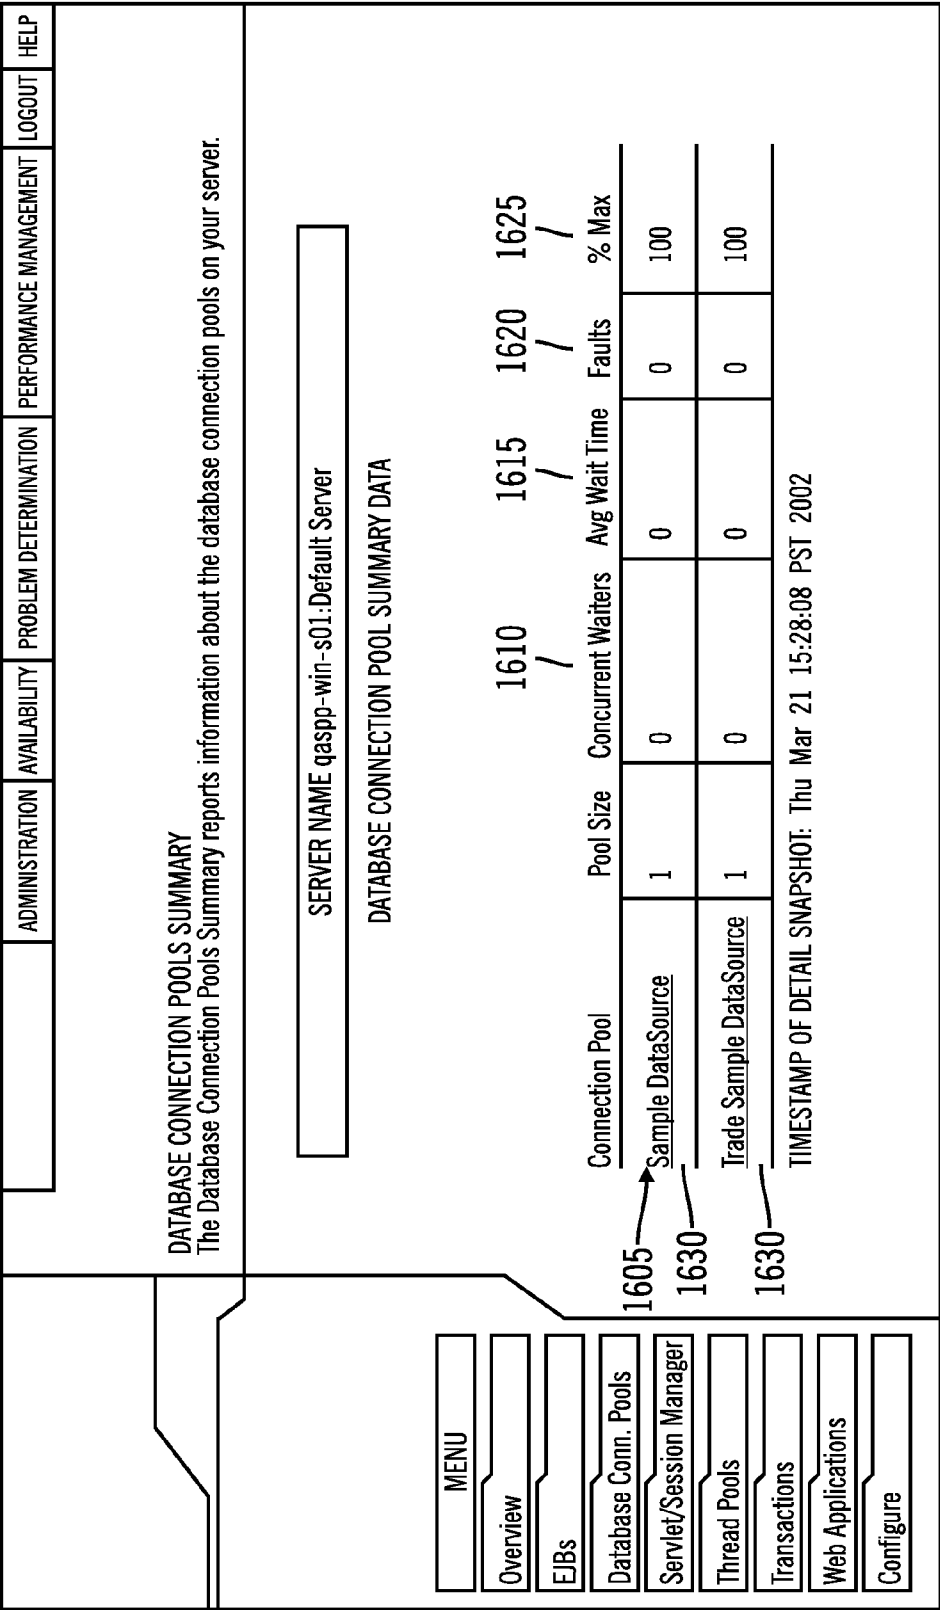 ADMINISTRATION AVAILABILITY PROBLEM DETERMINATION PERFORMANCE MANAGEMENT LOGOUT HELP
DATABASE CONNECTION POOLS SUMMARY
The Database Connection Pools Summary reports information about the database connection pools on your server.
SERVER NAME qaspp-win-s01:Default Server
DATABASE CONNECTION POOL SUMMARY DATA
MENU
Overview
EJBs
Database Conn. Pools
Servlet/Session Manager
Thread Pools
Transactions
Web Applications
Configure
1610 1615 1620 1625
Connection Pool Pool Size Concurrent Waiters Avg Wait Time Faults % Max
1605
Sample DataSource 1 0 0 0 100
1630
Trade Sample DataSource 1 0 0 0 100
1630
TIMESTAMP OF DETAIL SNAPSHOT: Thu Mar 21 15:28:08 PST 2002